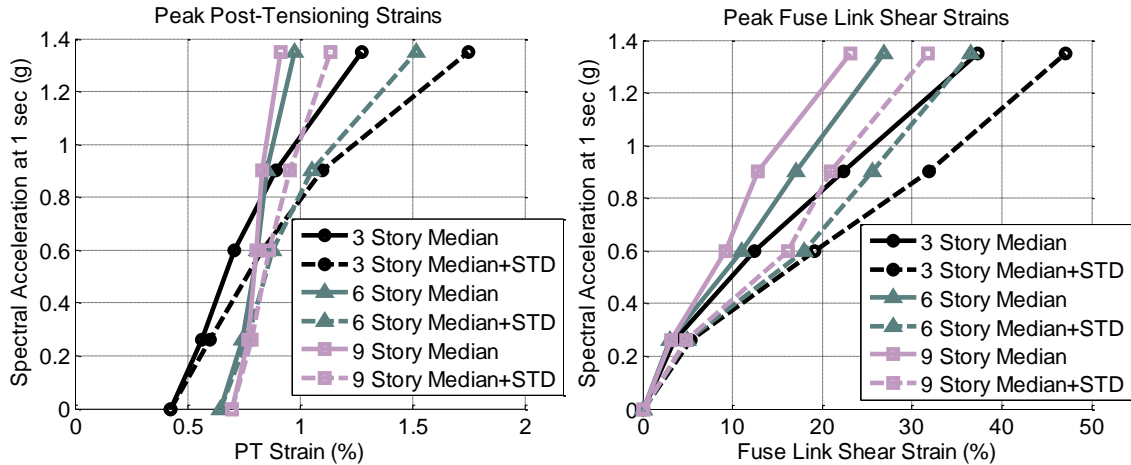 Peak Post-Tensioning Strains
Spectral Acceleration at 1 sec (g)
1.4
1.2
1
0.8
0.6
0.4
0.2
0
0
0.5
1
1.5
2
PT Strain (%)
3 Story Median
3 Story Median+STD
6 Story Median
6 Story Median+STD
9 Story Median
9 Story Median+STD
Peak Fuse Link Shear Strains
Spectral Acceleration at 1 sec (g)
1.4
1.2
1
0.8
0.6
0.4
0.2
0
0
10
20
30
40
50
Fuse Link Shear Strain (%)
3 Story Median
3 Story Median+STD
6 Story Median
6 Story Median+STD
9 Story Median
9 Story Median+STD